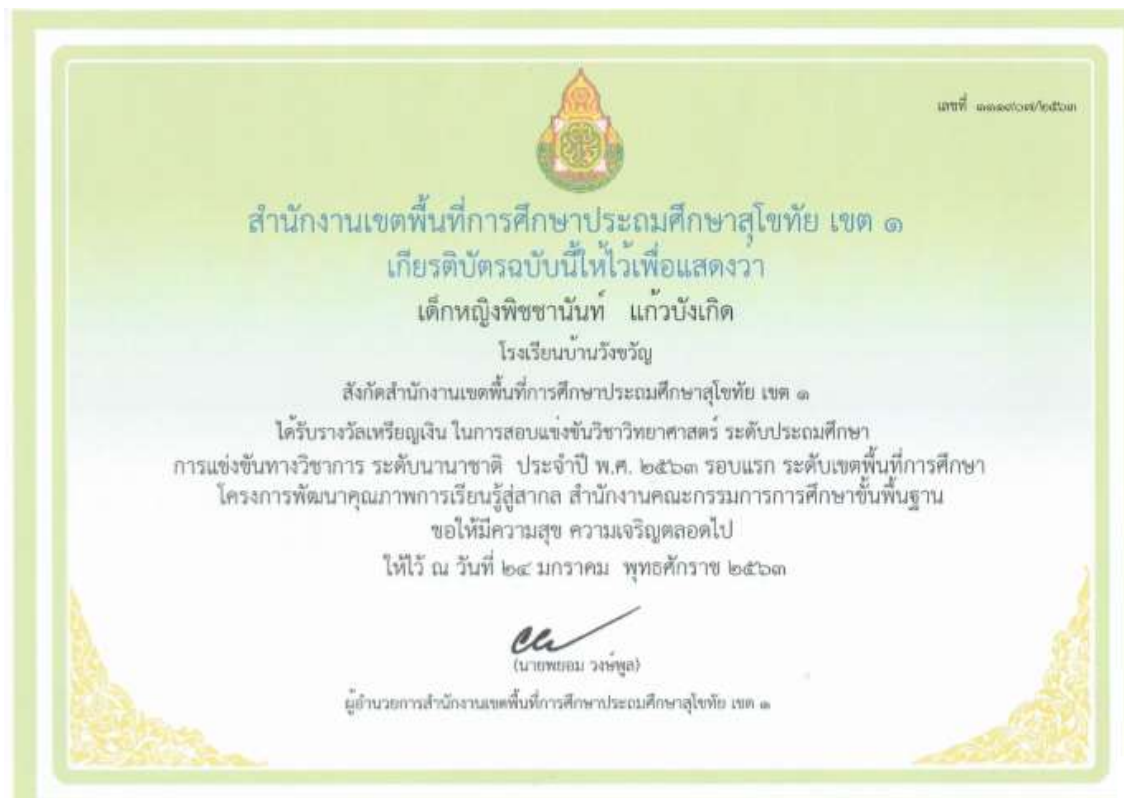 เลขที่
สำนักงานเขตพื้นที่การศึกษาประถมศึกษาสุโขทัย เขต ๑
เกียรติบัตรฉบับนี้ให้ไว้เพื่อแสดงว่า
เด็กหญิงพิชชานันท์ แก้วบังเกิด
โรงเรียนบ้านวังขวัญ
สังกัดสำนักงานเขตพื้นที่การศึกษาประถมศึกษาสุโขทัย เขต ๑
ได้รับรางวัลเหรียญเงิน ในการสอบแข่งขันวิชาวิทยาศาสตร์ ระดับประถมศึกษา
การแข่งขันทางวิชาการ ระดับนานาชาติ ประจำปี พ.ศ. ๒๕๖๓ รอบแรก ระดับเขตพื้นที่การศึกษา
โครงการพัฒนาคุณภาพการเรียนรู้สู่สากล สำนักงานคณะกรรมการการศึกษาขั้นพื้นฐาน
ขอให้มีความสุข ความเจริญตลอดไป
ให้ไว้ ณ วันที่ ๒๔ มกราคม พุทธศักราช ๒๕๖๓
(นายพยอม วงษ์พูล)
ผู้อำนวยการสำนักงานเขตพื้นที่การศึกษาประถมศึกษาสุโขทัย เขต ๑